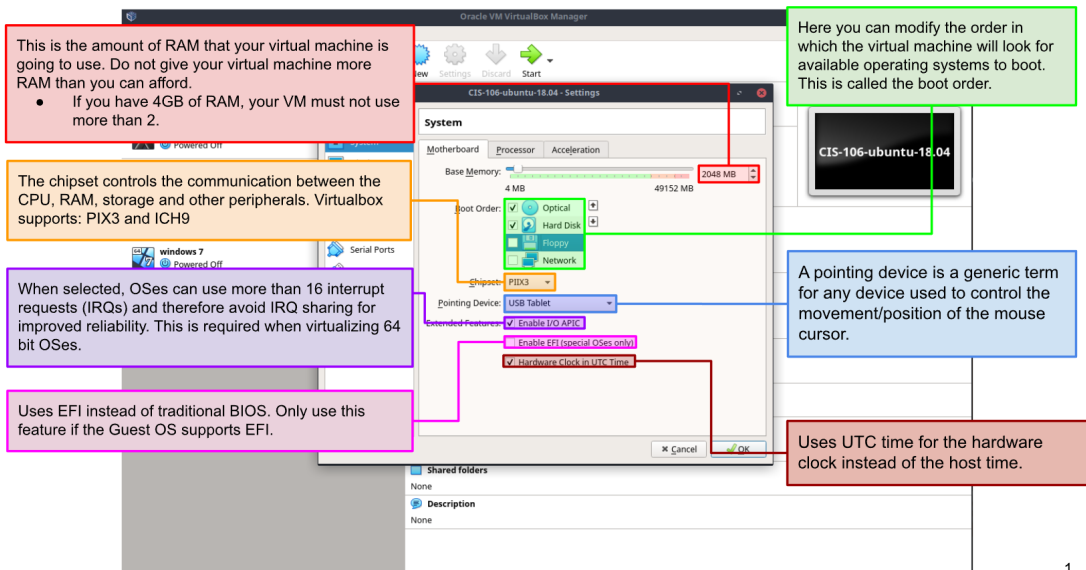 Oracle VM VirtualBox Manager
This is the amount of RAM that your virtual machine is
going to use. Do not give your virtual machine more
RAM than you can afford.
● If you have 4GB of RAM, your VM must not use
more than 2.
Settings
Discard
Start
Here you can modify the order in
which the virtual machine will look for
available operating systems to boot.
This is called the boot order.
CIS-106-ubuntu-18.04 - Settings
System
Powered Off
Motherboard
Processor
Acceleration
CIS-106-ubuntu-18.04
Base Memory:
2048 MB
4 MB
49152 MB
The chipset controls the communication between the
CPU, RAM, storage and other peripherals. Virtualbox
supports: PIX3 and ICH9
Boot Order:
Optical
Hard Disk
Floppy
Network
64
windows 7
Powered Off
Serial Ports
When selected, OSes can use more than 16 interrupt
requests (IRQs) and therefore avoid IRQ sharing for
improved reliability. This is required when virtualizing 64
bit OSes.
Chipset:
PIIX3
Pointing Device:
USB Tablet
Extended Features:
Enable I/O APIC
Enable EFI (special OSes only)
Hardware Clock in UTC Time
A pointing device is a generic term
for any device used to control the
movement/position of the mouse
cursor.
Uses EFI instead of traditional BIOS. Only use this
feature if the Guest OS supports EFI.
Cancel
OK
Uses UTC time for the hardware
clock instead of the host time.
Shared folders
None
Description
None
1